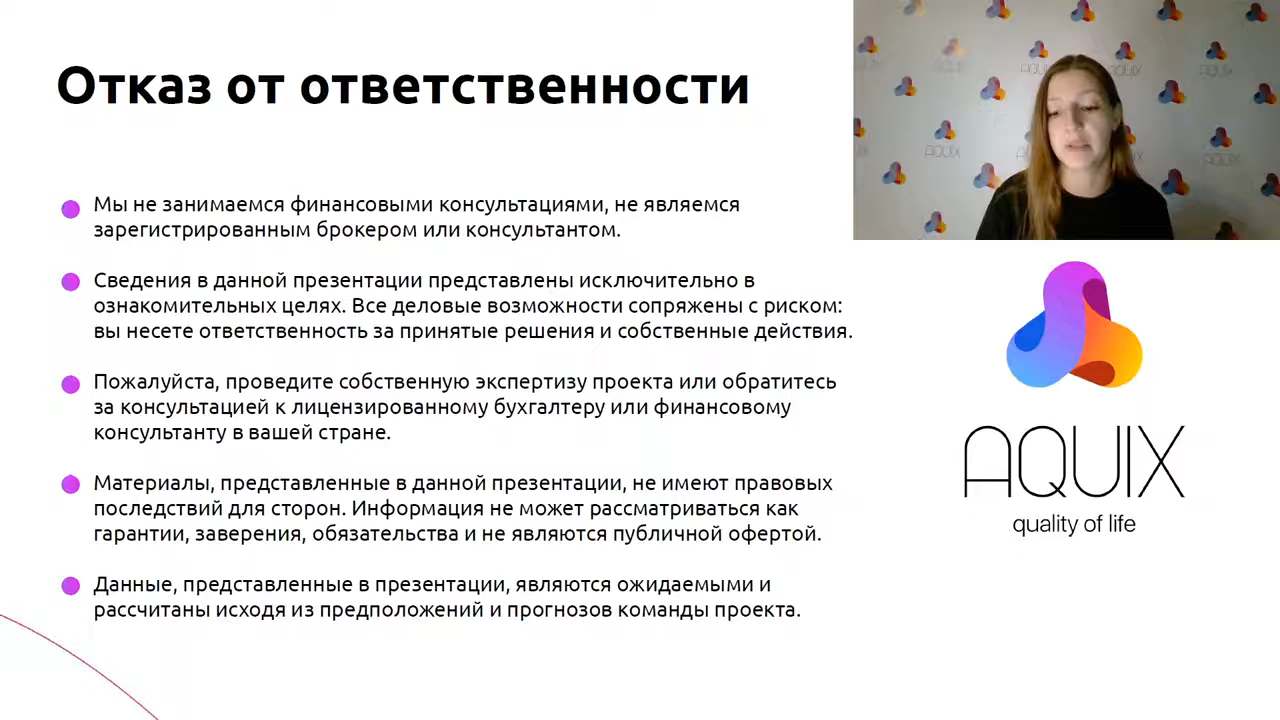 Отказ от ответственности
Мы не занимаемся финансовыми консультациями, не являемся
зарегистрированным брокером или консультантом.
Сведения в данной презентации представлены исключительно в
ознакомительных целях. Все деловые возможности сопряжены с риском:
вы несете ответственность за принятые решения и собственные действия.
Пожалуйста, проведите собственную экспертизу проекта или обратитесь
за консультацией к лицензированному бухгалтеру или финансовому
консультанту в вашей стране.
Материалы, представленные в данной презентации, не имеют правовых
последствий для сторон. Информация не может рассматриваться как
гарантии, заверения, обязательства и не являются публичной офертой.
Данные, представленные в презентации, являются ожидаемыми и
рассчитаны исходя из предположений и прогнозов команды проекта.
AQUIX
AQUIX
AQUIX
AQUIX
quality of life